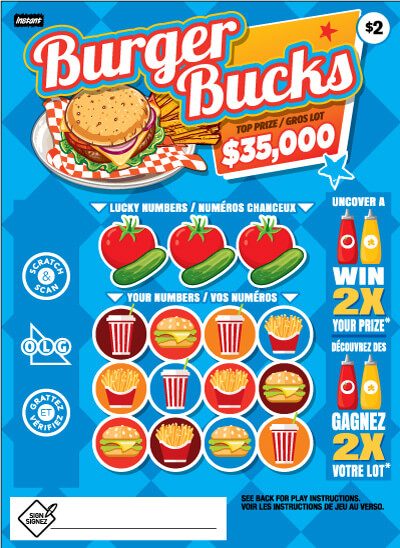 Instant
$2
Burger
Bucks
TOP PRIZE / GROS LOT
$35,000
LUCKY NUMBERS / NUMÉROS CHANCEUX
UNCOVER A
WIN
2X
YOUR PRIZE*
SCRATCH
&
SCAN
YOUR NUMBERS / VOS NUMÉROS
OLG
DÉCOUVREZ DES
GAGNEZ
2X
VOTRE LOT*
GRATTEZ
ET
VÉRIFIEZ
SIGN
SIGNEZ
SEE BACK FOR PLAY INSTRUCTIONS.
VOIR LES INSTRUCTIONS DE JEU AU VERSO.